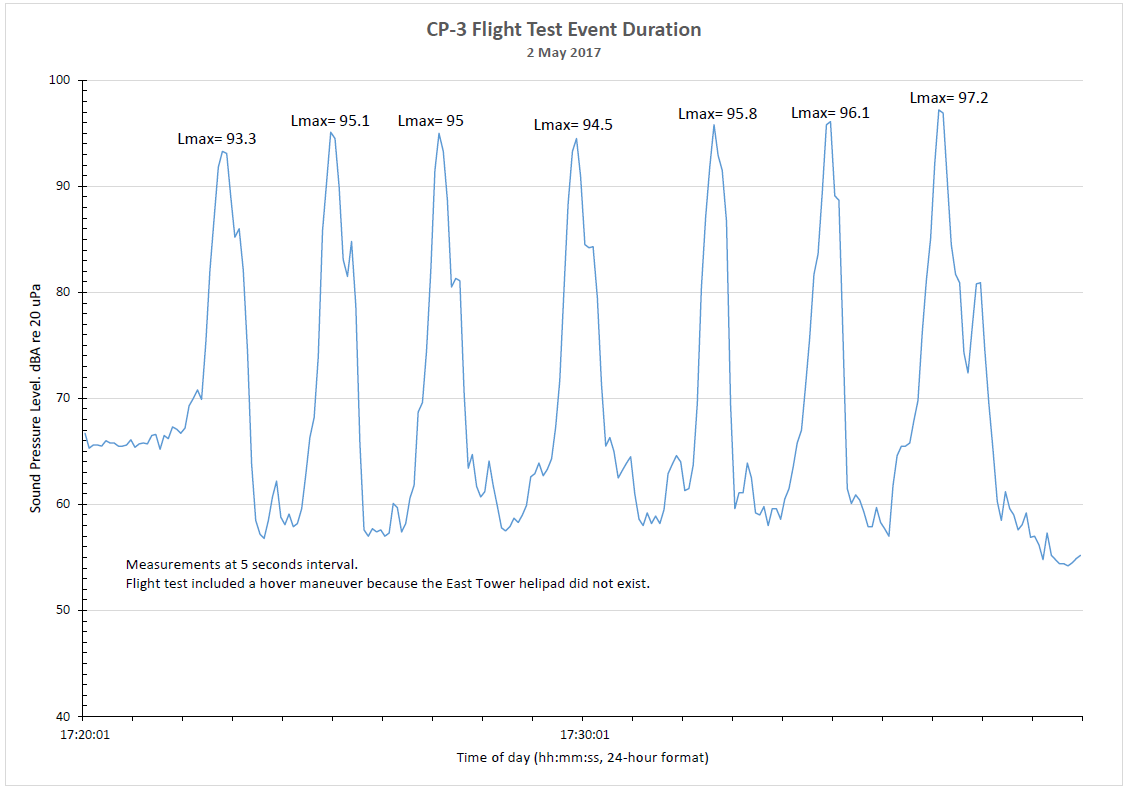 CP-3 Flight Test Event Duration
2 May 2017
100
90
80
70
60
50
40
Sound Pressure Level. dBA re 20 uPa
Lmax= 93.3
Lmax= 95.1
Lmax= 95
Lmax= 94.5
Lmax= 95.8
Lmax= 96.1
Lmax= 97.2
Measurements at 5 seconds interval.
Flight test included a hover maneuver because the East Tower helipad did not exist.
17:20:01
17:30:01
Time of day (hh:mm:ss, 24-hour format)